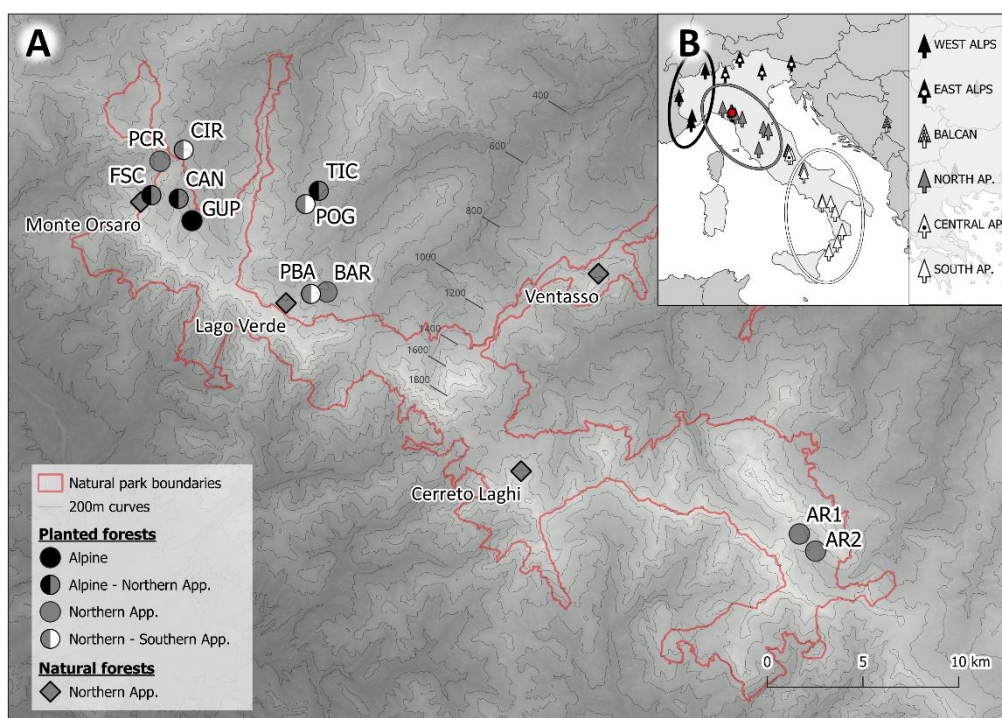 A
B
WEST ALPS
EAST ALPS
BALCAN
NORTH AP.
CENTRAL AP
SOUTH AP.
400
600
800
1000
1200
1400
1600
1800
PCR
CIR
FSC
CAN
GUP
Monte Orsaro
TIC
POG
PBA
BAR
Lago Verde
Ventasso
Cerreto Laghi
AR1
AR2
Natural park boundaries
200m curves
Planted forests
Alpine
Alpine - Northern App.
Northern App.
Northern - Southern App.
Natural forests
Northern App.
0 5 10 km